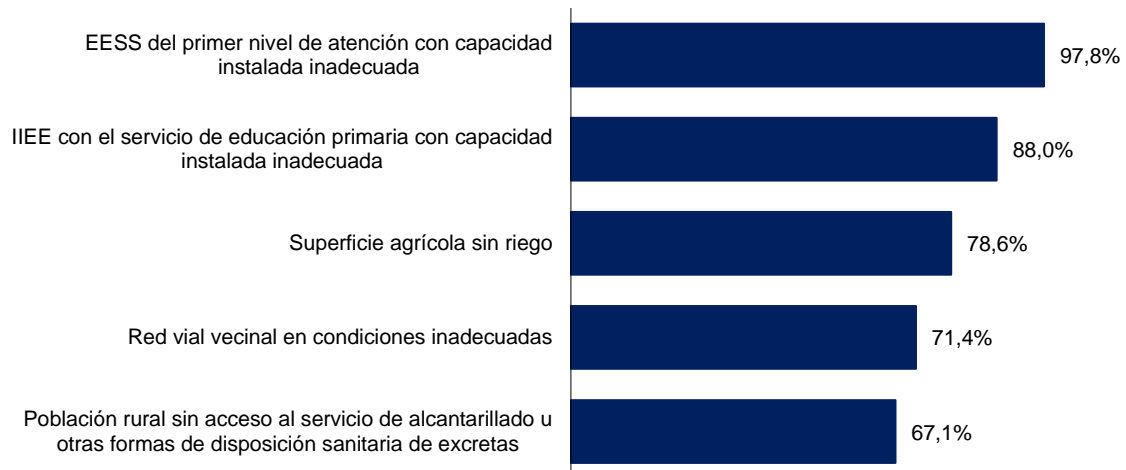 EESS del primer nivel de atención con capacidad
instalada inadecuada
97,8%
IIEE con el servicio de educación primaria con capacidad
instalada inadecuada
88,0%
Superficie agrícola sin riego
78,6%
Red vial vecinal en condiciones inadecuadas
71,4%
Población rural sin acceso al servicio de alcantarillado u
otras formas de disposición sanitaria de excretas
67,1%